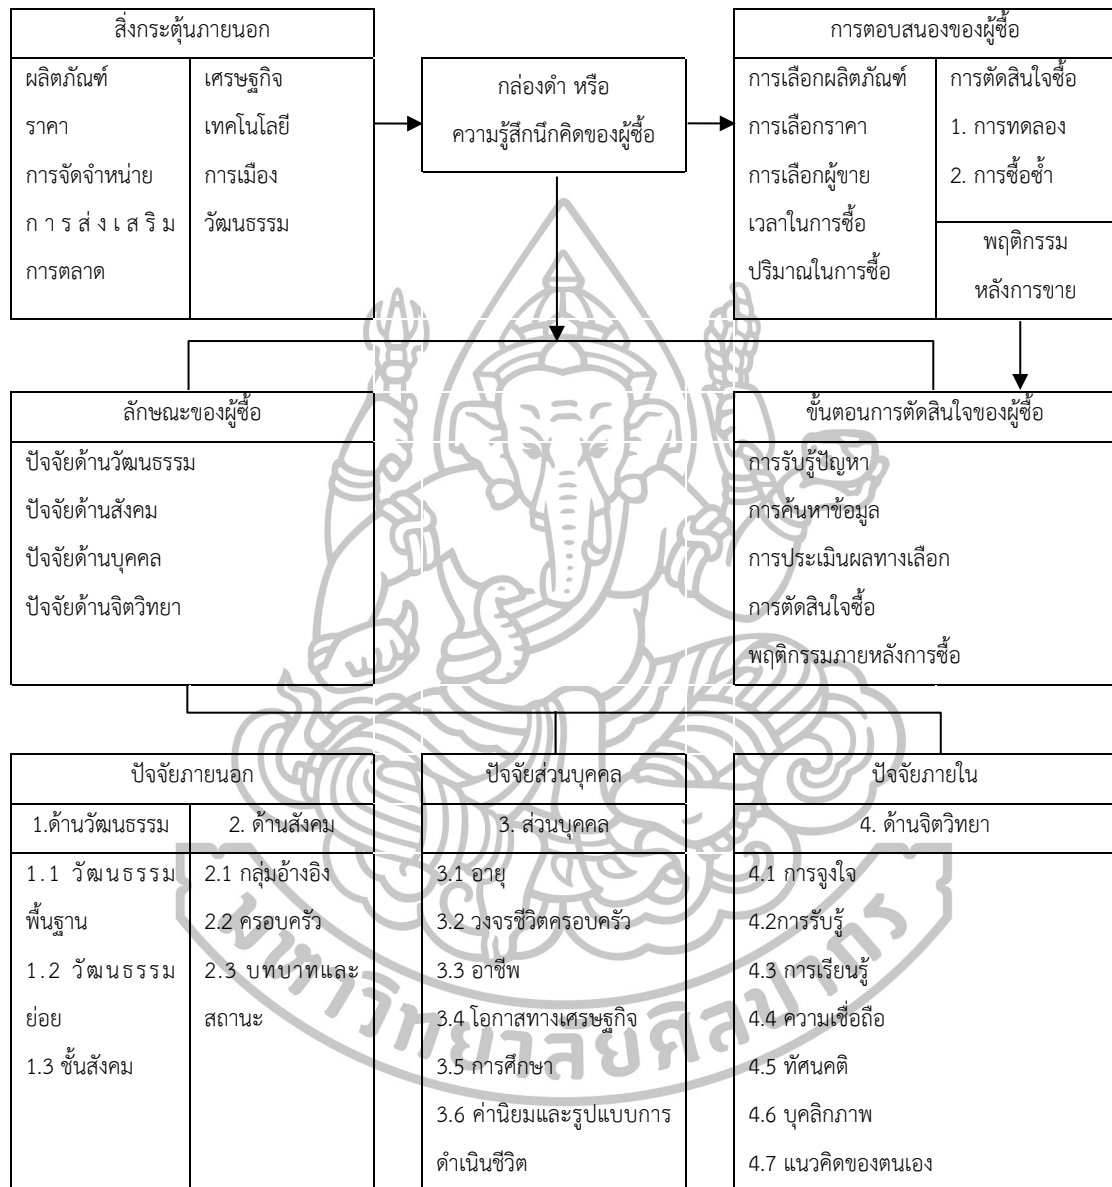 สิ่งกระตุ้นภายนอก
ผลิตภัณฑ์
ราคา
การจัดจำหน่าย
การส่งเสริม
การตลาด
เศรษฐกิจ
เทคโนโลยี
การเมือง
วัฒนธรรม
กล่องดำ หรือ
ความรู้สึกนึกคิดของผู้ซื้อ
การตอบสนองของผู้ซื้อ
การเลือกผลิตภัณฑ์
การเลือกราคา
การเลือกผู้ขาย
เวลาในการซื้อ
ปริมาณในการซื้อ
การตัดสินใจซื้อ
1. การทดลอง
2. การซื้อซ้ำ
พฤติกรรม
หลังการขาย
ลักษณะของผู้ซื้อ
ปัจจัยด้านวัฒนธรรม
ปัจจัยด้านสังคม
ปัจจัยด้านบุคคล
ปัจจัยด้านจิตวิทยา
ขั้นตอนการตัดสินใจของผู้ซื้อ
การรับรู้ปัญหา
การค้นหาข้อมูล
การประเมินผลทางเลือก
การตัดสินใจซื้อ
พฤติกรรมภายหลังการซื้อ
ปัจจัยภายนอก
1.ด้านวัฒนธรรม
1.1 วัฒนธรรม
พื้นฐาน
1.2 วัฒนธรรม
ย่อย
1.3 ชั้นสังคม
2. ด้านสังคม
2.1 กลุ่มอ้างอิง
2.2 ครอบครัว
2.3 บทบาทและ
สถานะ
ปัจจัยส่วนบุคคล
3. ส่วนบุคคล
3.1 อายุ
3.2 วงจรชีวิตครอบครัว
3.3 อาชีพ
3.4 โอกาสทางเศรษฐกิจ
3.5 การศึกษา
3.6 ค่านิยมและรูปแบบการ
ดำเนินชีวิต
ปัจจัยภายใน
4. ด้านจิตวิทยา
4.1 การจูงใจ
4.2การรับรู้
4.3 การเรียนรู้
4.4 ความเชื่อถือ
4.5 ทัศนคติ
4.6 บุคลิกภาพ
4.7 แนวคิดของตนเอง
มหาวิทยาลัยศิลปากร